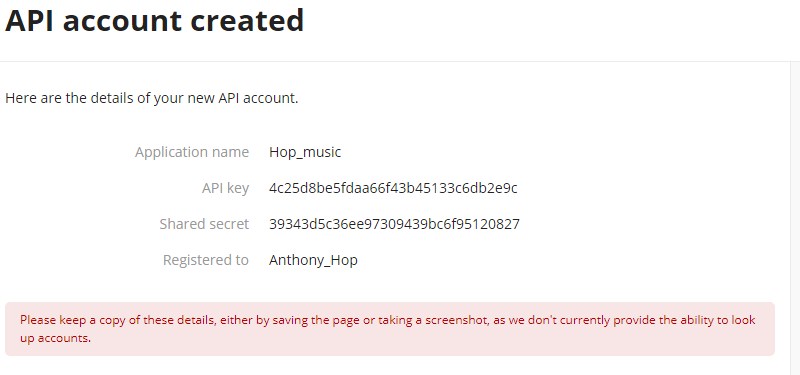 API account created
Here are the details of your new API account.
Application name Hop_music
API key 4c25d8be5fdaa66f43b45133c6db2e9c
Shared secret 39343d5c36ee97309439bc6f95120827
Registered to Anthony_Hop
Please keep a copy of these details, either by saving the page or taking a screenshot, as we don't currently provide the ability to look
up accounts.